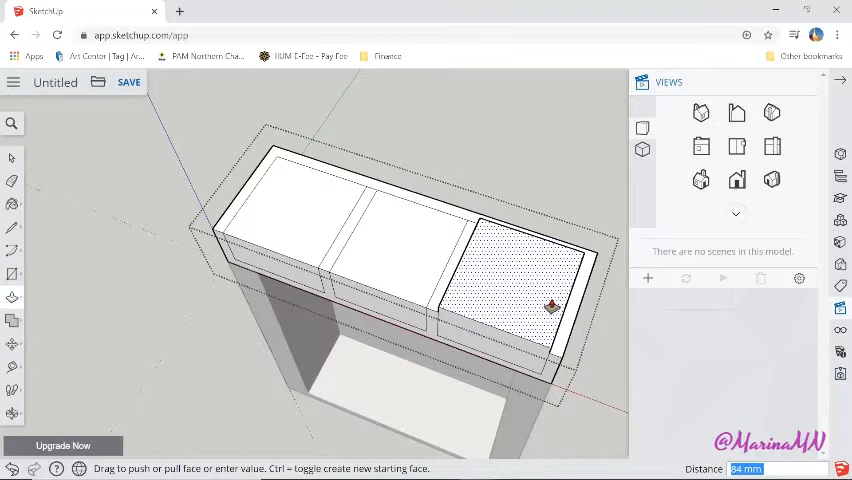 SketchUp
app.sketchup.com/app
Apps
Art Center | Tag | Ar...
PAM Northern Cha...
IIUM E-Fee - Pay Fee
Finance
Other bookmarks
Untitled
SAVE
VIEWS
There are no scenes in this model.
@MarinaMN
Upgrade Now
Drag to push or pull face or enter value. Ctrl = toggle create new starting face.
Distance
84 mm